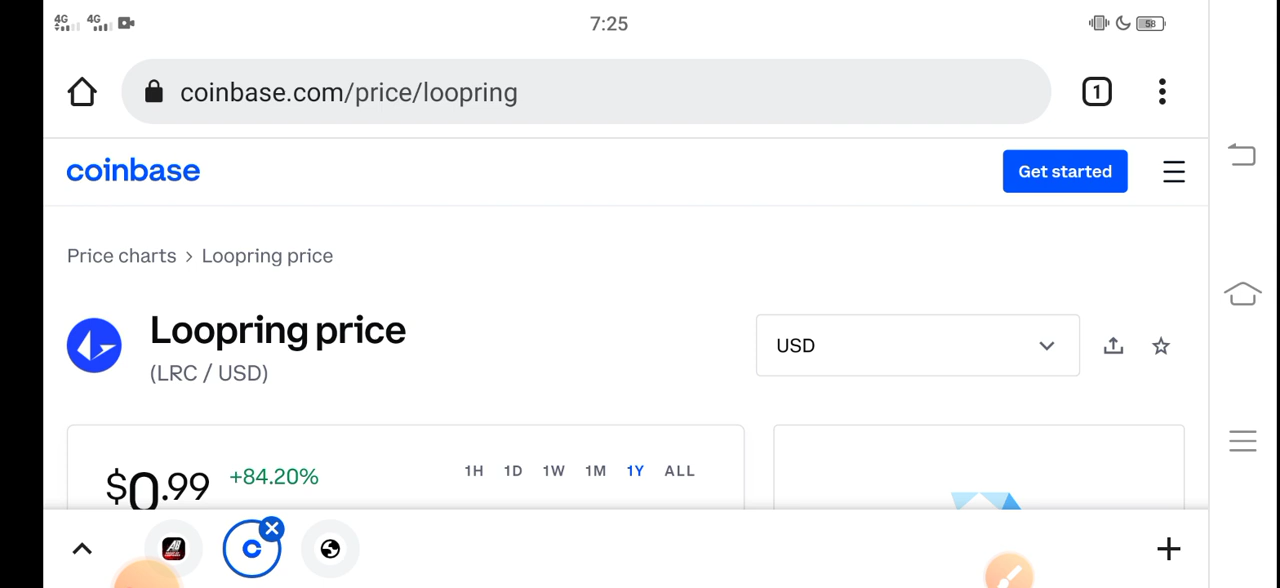 4G 4G 7:25 58
coinbase.com/price/loopring 1
coinbase Get started
Price charts > Loopring price
Loopring price
(LRC / USD)
USD
$0.99 +84.20% 1H 1D 1W 1M 1Y ALL